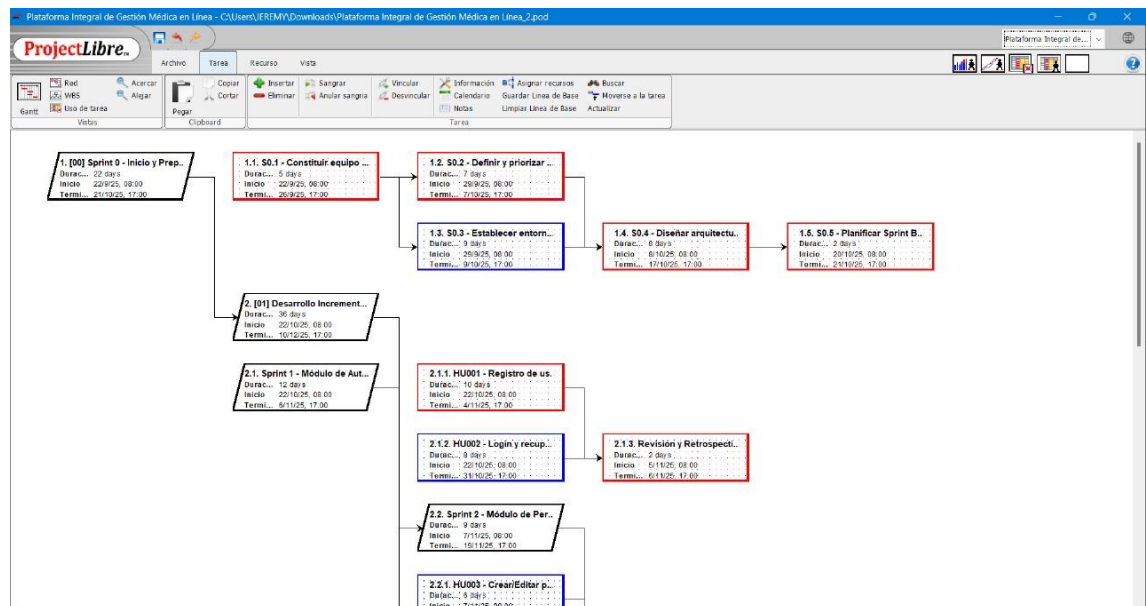 Plataforma Integral de Gestión Médica en Línea - C:\Users\JEREMY\Downloads\Plataforma Integral de Gestión Médica en Línea_2.pod
ProjectLibre
Plataforma Integral de...
Archivo Tarea Recurso Vista
Red Acercar Copiar Insertar Sangrar Vincular Información Asignar recursos Buscar
WBS Alejar Cortar Eliminar Anular sangría Desvincular Calendario Guardar Línea de Base Moverse a la tarea
Gantt Uso de tarea Pegar Notas Limpiar Línea de Base Actualizar
Vistas Clipboard Tarea
1. [00] Sprint 0 - Inicio y Prep..
Durac... 22 days
Inicio 22/9/25, 08:00
Termi... 21/10/25, 17:00
1.1. S0.1 - Constituir equipo ...
Durac... 5 days
Inicio 22/9/25, 08:00
Termi... 26/9/25, 17:00
1.2. S0.2 - Definir y priorizar ...
Durac... 7 days
Inicio 29/9/25, 08:00
Termi... 7/10/25, 17:00
1.3. S0.3 - Establecer entorn...
Durac... 9 days
Inicio 29/9/25, 08:00
Termi... 9/10/25, 17:00
1.4. S0.4 - Diseñar arquitectu..
Durac... 8 days
Inicio 8/10/25, 08:00
Termi... 17/10/25, 17:00
1.5. S0.5 - Planificar Sprint B..
Durac... 2 days
Inicio 20/10/25, 08:00
Termi... 21/10/25, 17:00
2. [01] Desarrollo Increment...
Durac... 36 days
Inicio 22/10/25, 08:00
Termi... 10/12/25, 17:00
2.1. Sprint 1 - Módulo de Aut...
Durac... 12 days
Inicio 22/10/25, 08:00
Termi... 6/11/25, 17:00
2.1.1. HU001 - Registro de us.
Durac... 10 days
Inicio 22/10/25, 08:00
Termi... 4/11/25, 17:00
2.1.2. HU002 - Login y recup...
Durac... 8 days
Inicio 22/10/25, 08:00
Termi... 31/10/25, 17:00
2.1.3. Revisión y Retrospecti..
Durac... 2 days
Inicio 5/11/25, 08:00
Termi... 6/11/25, 17:00
2.2. Sprint 2 - Módulo de Per..
Durac... 9 days
Inicio 7/11/25, 08:00
Termi... 19/11/25, 17:00
2.2.1. HU003 - Crear/Editar p...
Durac... 6 days
Inicio 7/11/25, 08:00